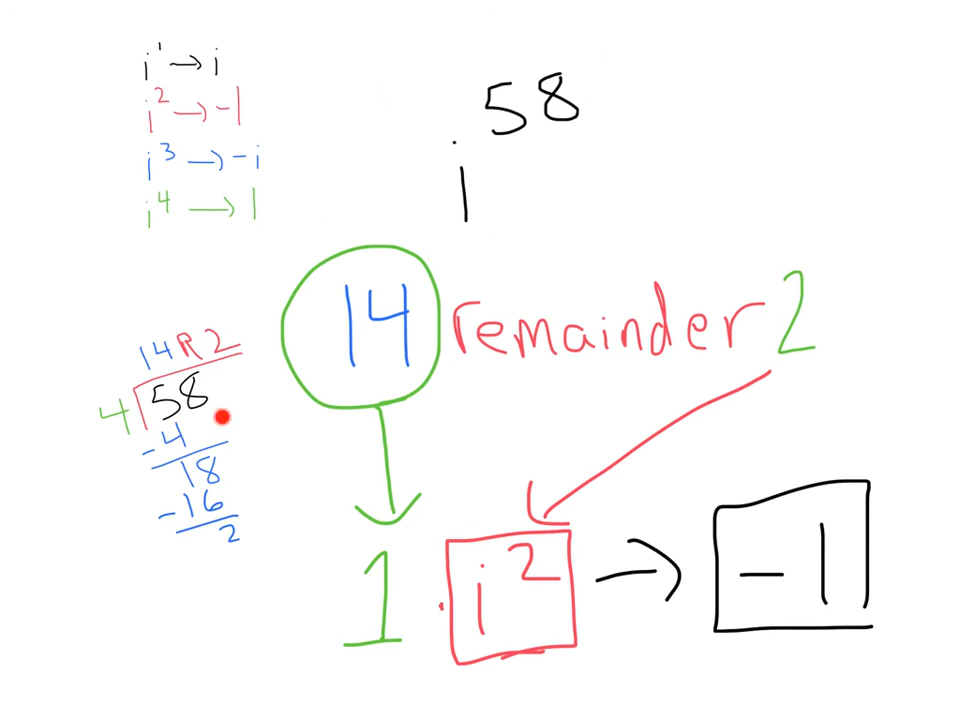 i¹ → i
i² → -1
i³ → -i
i⁴ → 1
i⁵⁸
14 remainder 2
14 R 2
4 58
-4
18
-16
2
1 · i² → -1